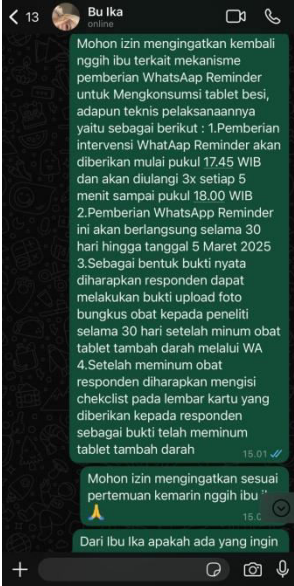 13
Bu Ika
online
Mohon izin mengingatkan kembali
nggih ibu terkait mekanisme
pemberian WhatsAap Reminder
untuk Mengkonsumsi tablet besi,
adapun teknis pelaksanaannya
yaitu sebagai berikut : 1.Pemberian
intervensi WhatAap Reminder akan
diberikan mulai pukul 17.45 WIB
dan akan diulangi 3x setiap 5
menit sampai pukul 18.00 WIB
2.Pemberian WhatsApp Reminder
ini akan berlangsung selama 30
hari hingga tanggal 5 Maret 2025
3.Sebagai bentuk bukti nyata
diharapkan responden dapat
melakukan bukti upload foto
bungkus obat kepada peneliti
selama 30 hari setelah minum obat
tablet tambah darah melalui WA
4.Setelah meminum obat
responden diharapkan mengisi
chekclist pada lembar kartu yang
diberikan kepada responden
sebagai bukti telah meminum
tablet tambah darah
15.01
Mohon izin mengingatkan sesuai
pertemuan kemarin nggih ibu
🙏
Dari Ibu Ika apakah ada yang ingin